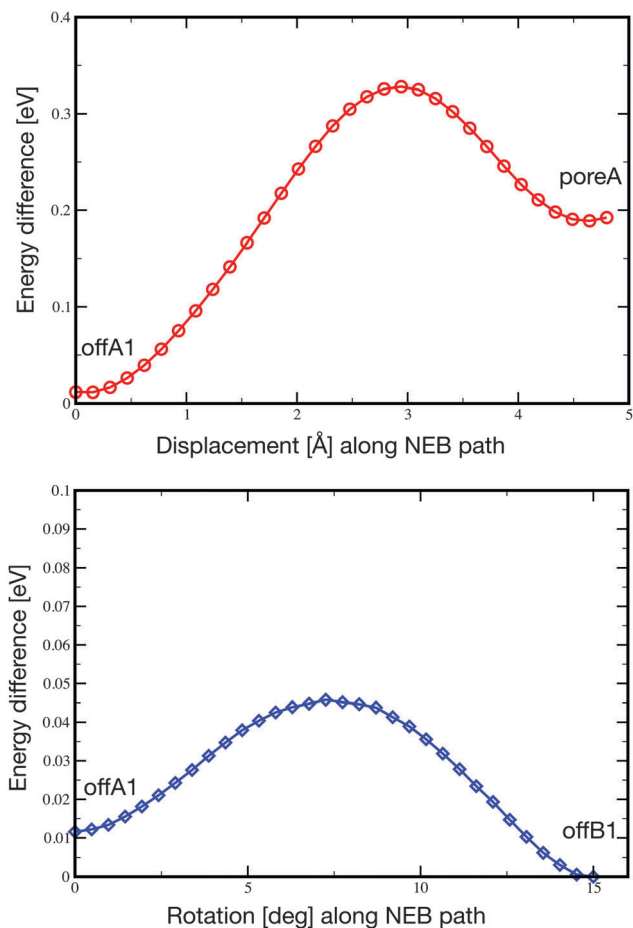 0.4
0.3
0.2
0.1
0
Energy difference [eV]
offA1
poreA
0 1 2 3 4 5
Displacement [Å] along NEB path
0.1
0.09
0.08
0.07
0.06
0.05
0.04
0.03
0.02
0.01
0
Energy difference [eV]
offA1
offB1
0 5 10 15
Rotation [deg] along NEB path